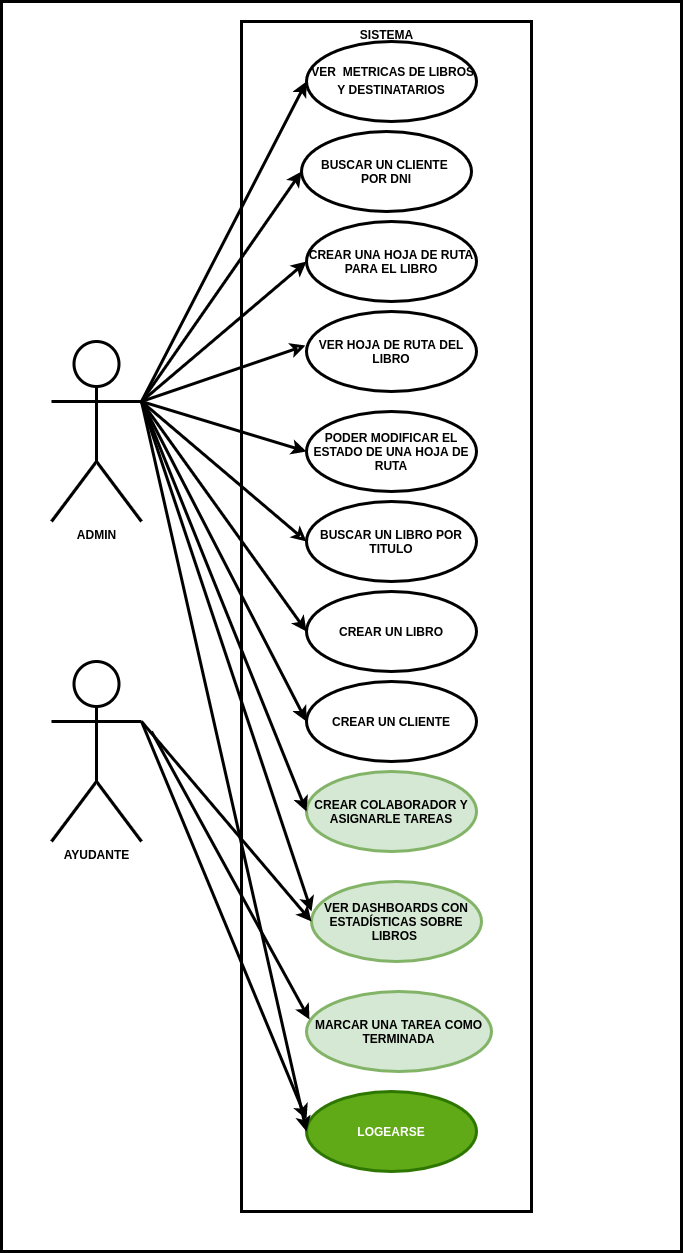 SISTEMA
VER  METRICAS DE LIBROS
Y DESTINATARIOS
BUSCAR UN CLIENTE
POR DNI
CREAR UNA HOJA DE RUTA
PARA EL LIBRO
VER HOJA DE RUTA DEL
LIBRO
PODER MODIFICAR EL
ESTADO DE UNA HOJA DE
RUTA
ADMIN
BUSCAR UN LIBRO POR
TITULO
CREAR UN LIBRO
CREAR UN CLIENTE
CREAR COLABORADOR Y
ASIGNARLE TAREAS
AYUDANTE
VER DASHBOARDS CON
ESTADÍSTICAS SOBRE
LIBROS
MARCAR UNA TAREA COMO
TERMINADA
LOGEARSE